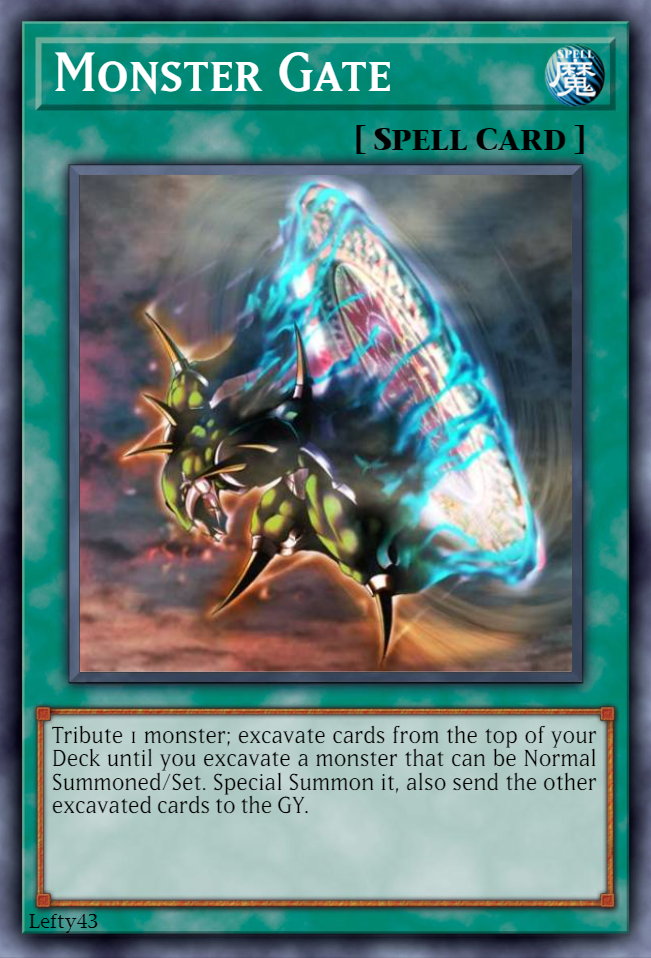 Monster Gate
SPELL
魔
[ Spell Card ]
Tribute 1 monster; excavate cards from the top of your
Deck until you excavate a monster that can be Normal
Summoned/Set. Special Summon it, also send the other
excavated cards to the GY.
Lefty43